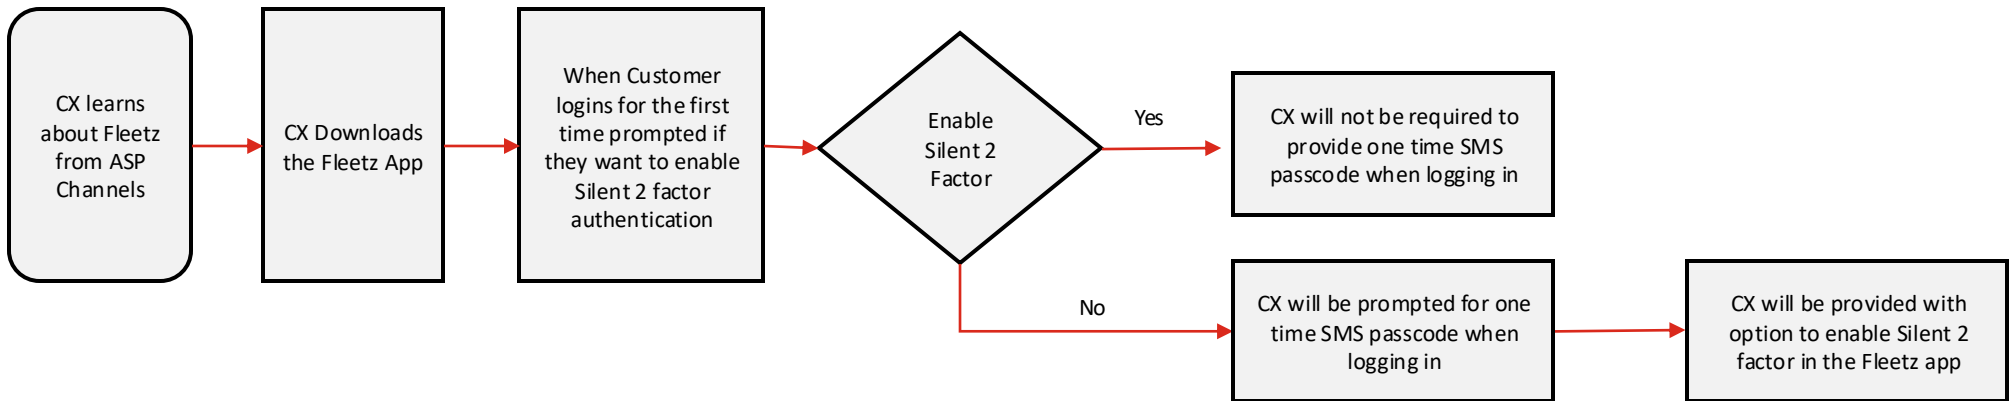 CX learns
about Fleetz
from ASP
Channels
CX Downloads
the Fleetz App
When Customer
logins for the first
time prompted if
they want to enable
Silent 2 factor
authentication
Enable
Silent 2
Factor
Yes
CX will not be required to
provide one time SMS
passcode when logging in
No
CX will be prompted for one
time SMS passcode when
logging in
CX will be provided with
option to enable Silent 2
factor in the Fleetz app